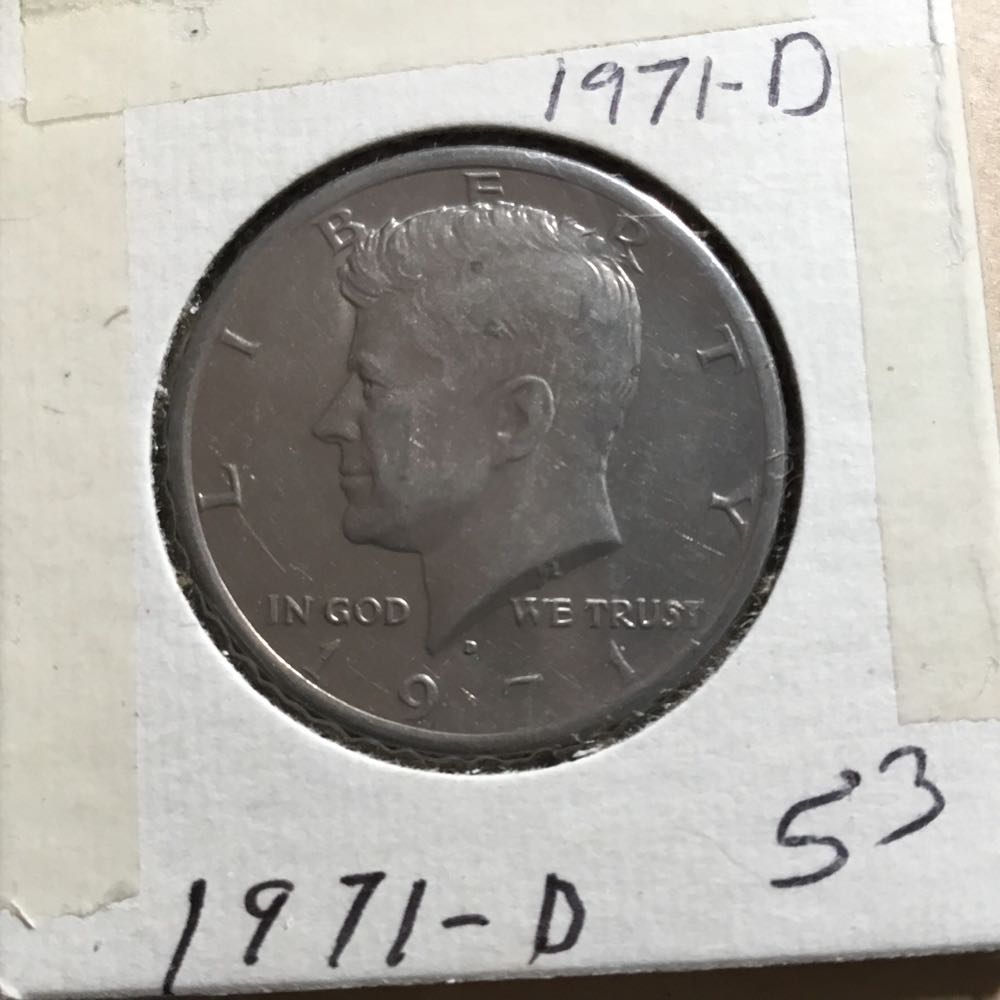 1971-D
LIBERTY
IN GOD WE TRUST
D
1971
53
1971-D